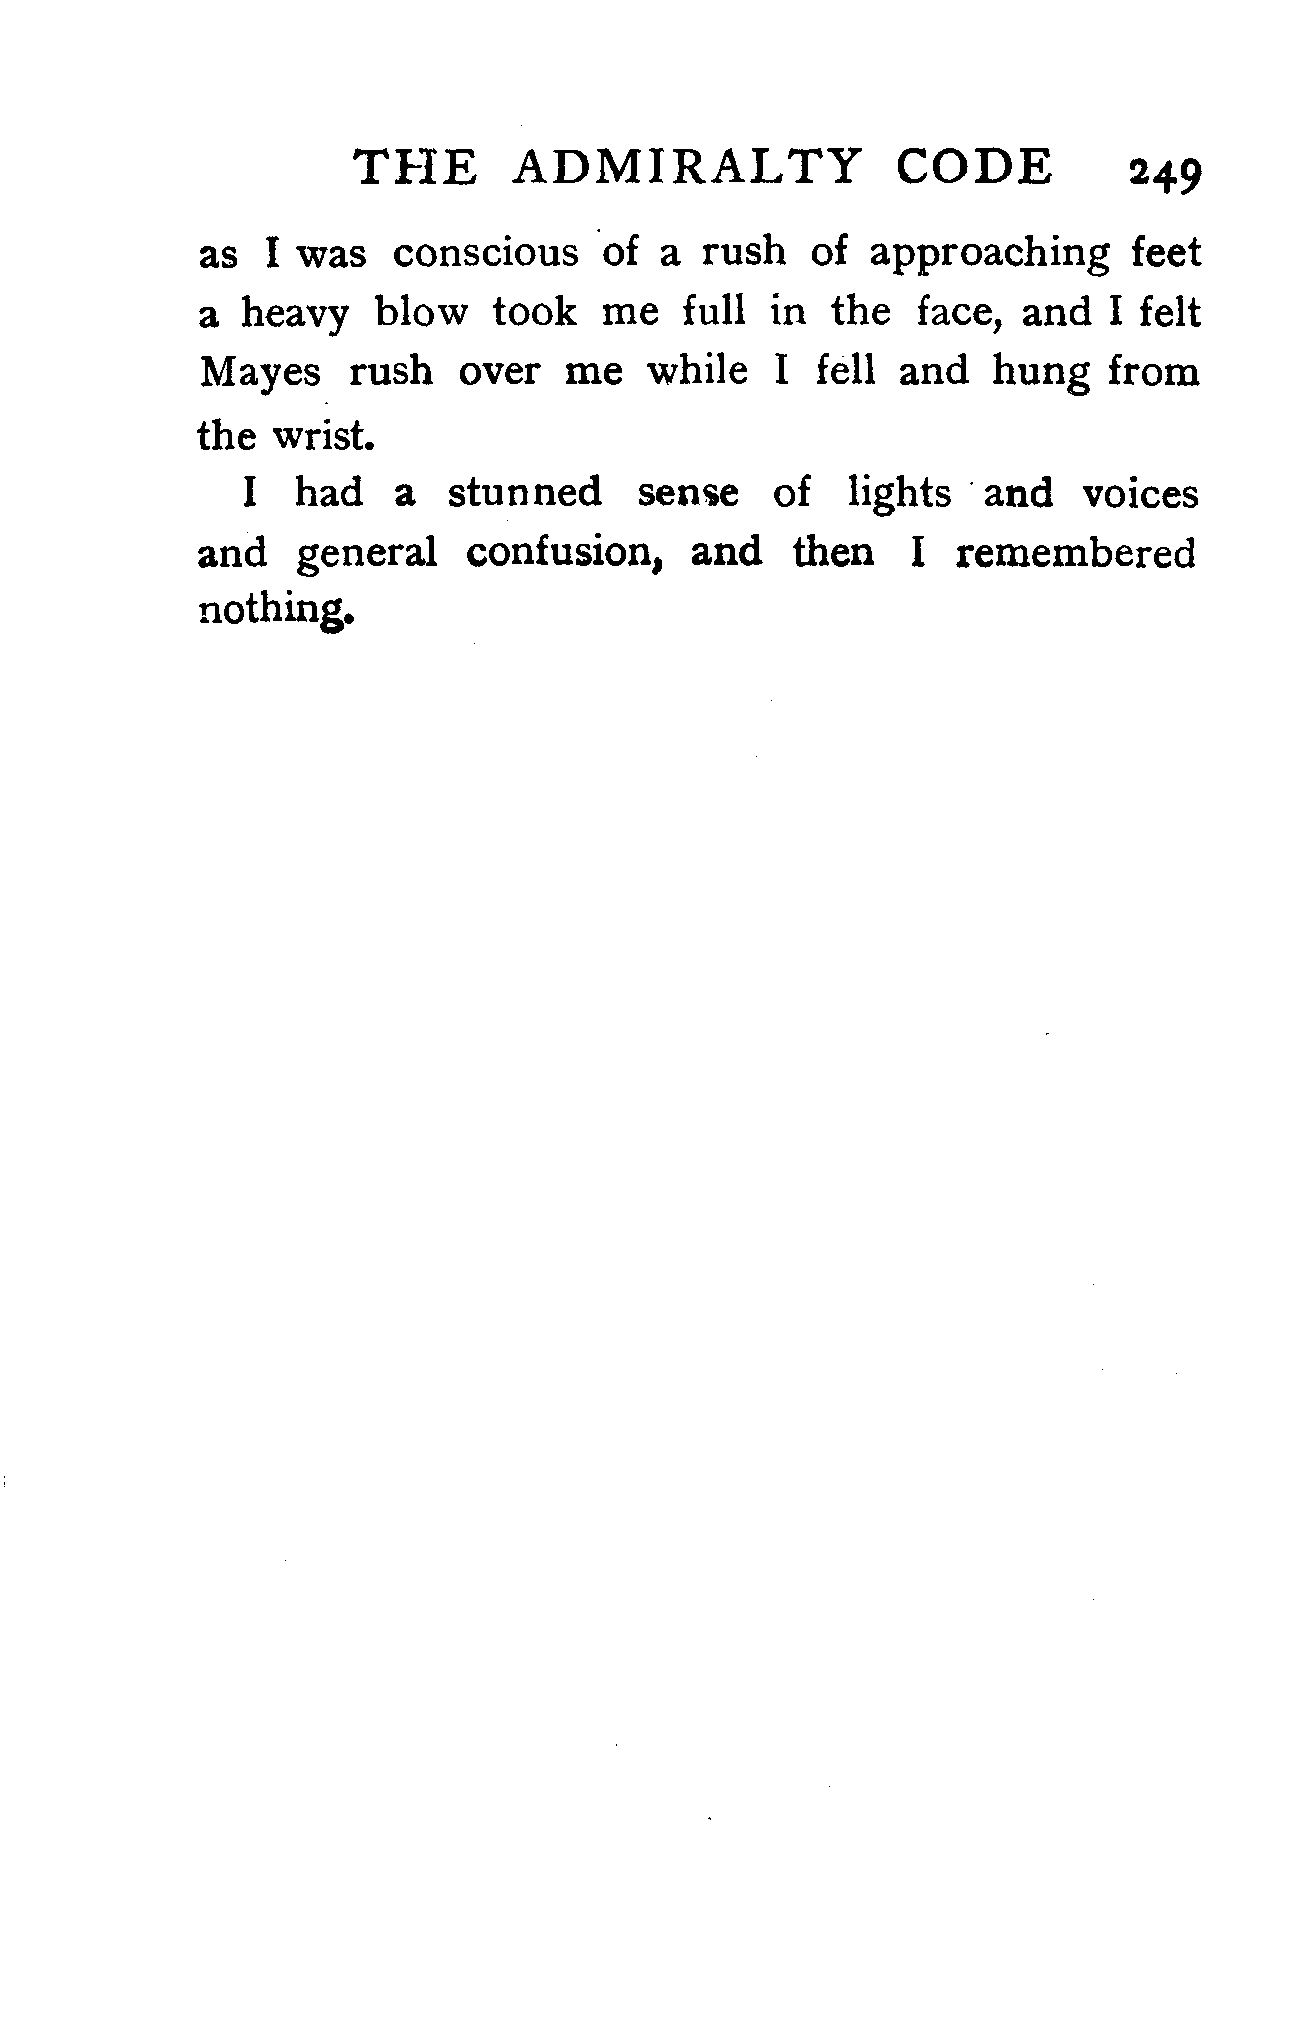 THE ADMIRALTY CODE 249
as I was conscious of a rush of approaching feet
a heavy blow took me full in the face, and I felt
Mayes rush over me while I fell and hung from
the wrist.
I had a stunned sense of lights and voices
and general confusion, and then I remembered
nothing.